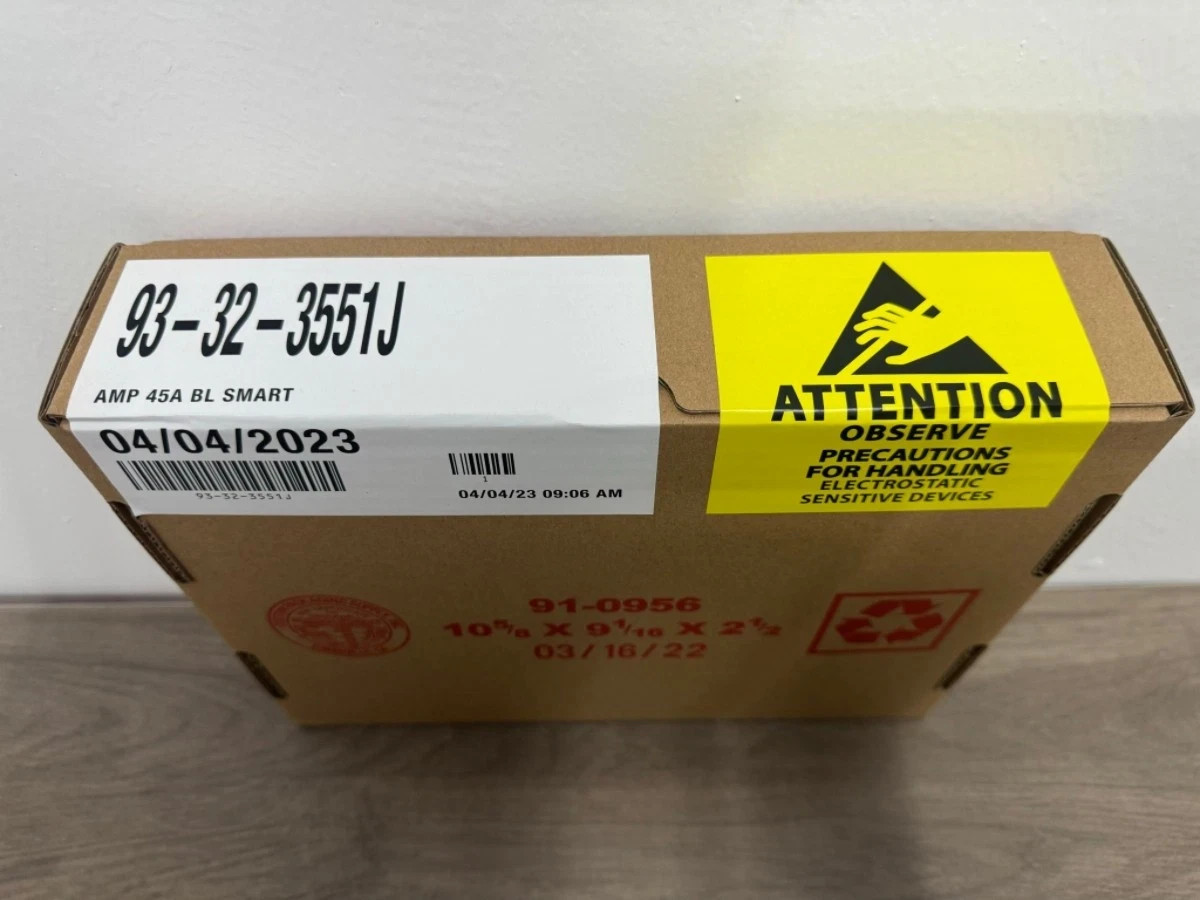 93-32-3551J
AMP 45A BL SMART
04/04/2023
93-32-3551J
1
04/04/23 09:06 AM
ATTENTION
OBSERVE
PRECAUTIONS
FOR HANDLING
ELECTROSTATIC
SENSITIVE DEVICES
91-0956
10⁵/₈ X 9¹/₁₆ X 2¹/₂
03/16/22